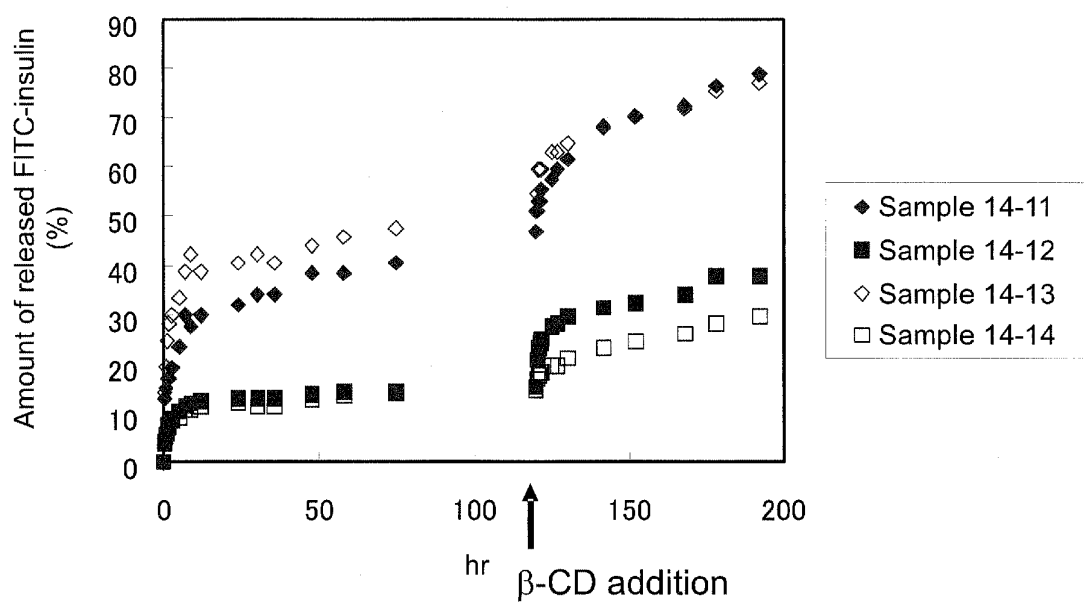 Amount of released FITC-insulin
(%)
90
80
70
60
50
40
30
20
10
0
0
50
100
150
200
hr
β-CD addition
Sample 14-11
Sample 14-12
Sample 14-13
Sample 14-14